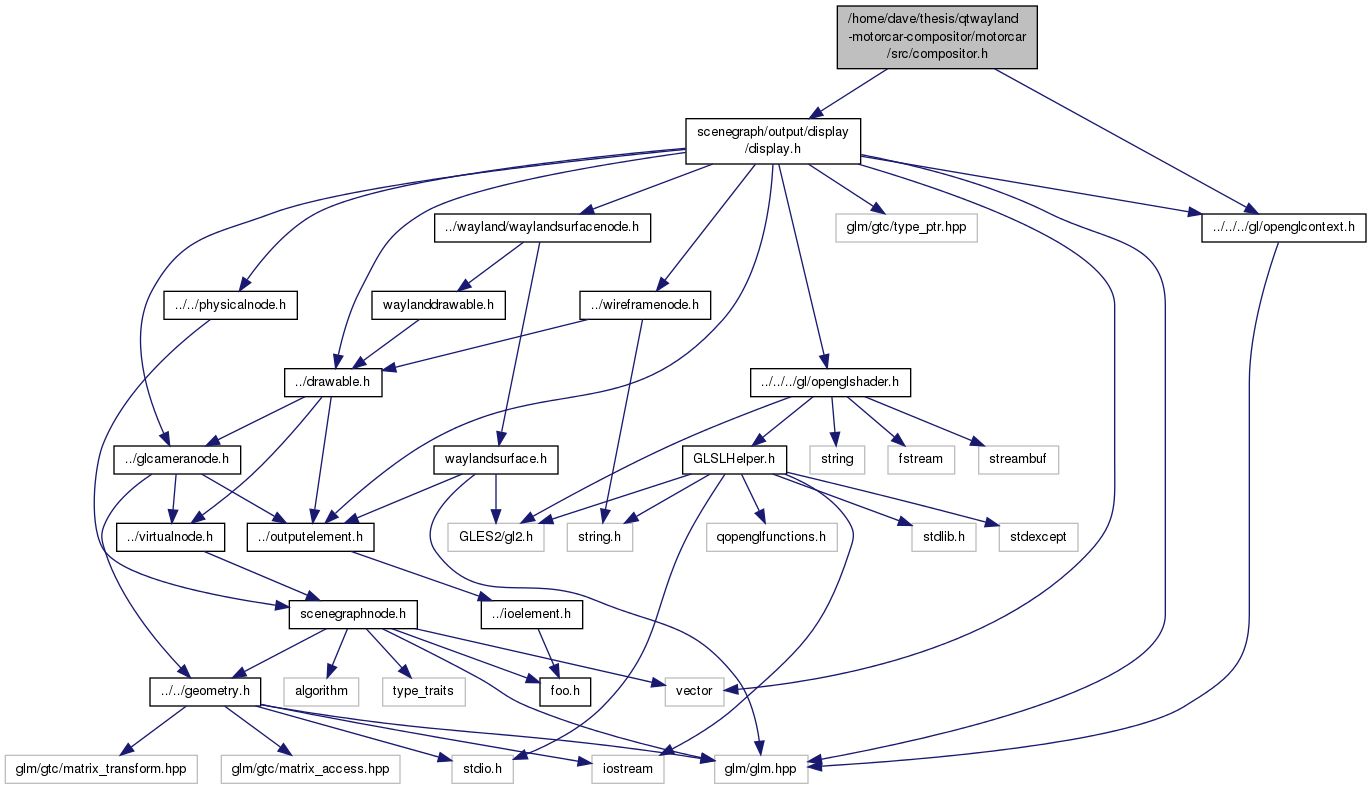 /home/dave/thesis/qtwayland
-motorcar-compositor/motorcar
/src/compositor.h
scenegraph/output/display
/display.h
../wayland/waylandsurfacenode.h
glm/gtc/type_ptr.hpp
../../../gl/openglcontext.h
../../physicalnode.h
waylanddrawable.h
../wireframenode.h
../drawable.h
../../../gl/openglshader.h
../glcameranode.h
waylandsurface.h
GLSLHelper.h
string
fstream
streambuf
../virtualnode.h
../outputelement.h
GLES2/gl2.h
string.h
qopenglfunctions.h
stdlib.h
stdexcept
scenegraphnode.h
../ioelement.h
../../geometry.h
algorithm
type_traits
foo.h
vector
glm/gtc/matrix_transform.hpp
glm/gtc/matrix_access.hpp
stdio.h
iostream
glm/glm.hpp